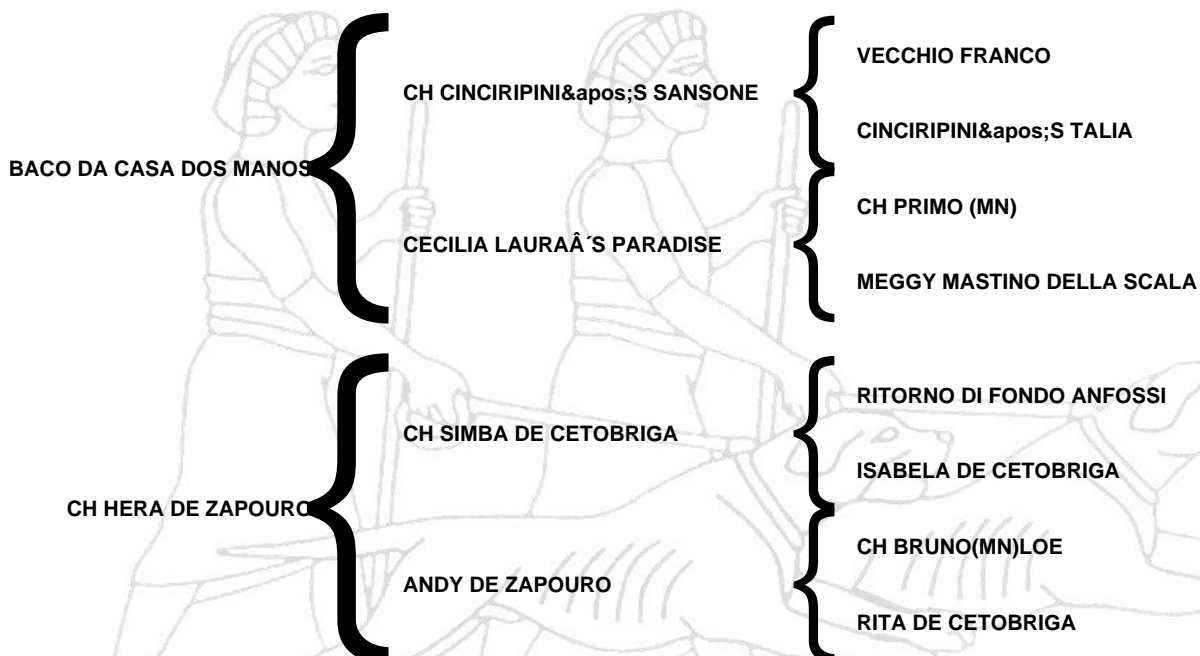 VECCHIO FRANCO
CH CINCIRIPINI&apos;S SANSONE
CINCIRIPINI&apos;S TALIA
BACO DA CASA DOS MANOS
CH PRIMO (MN)
CECILIA LAURAÂ´S PARADISE
MEGGY MASTINO DELLA SCALA
RITORNO DI FONDO ANFOSSI
CH SIMBA DE CETOBRIGA
ISABELA DE CETOBRIGA
CH HERA DE ZAPOURO
CH BRUNO(MN)LOE
ANDY DE ZAPOURO
RITA DE CETOBRIGA